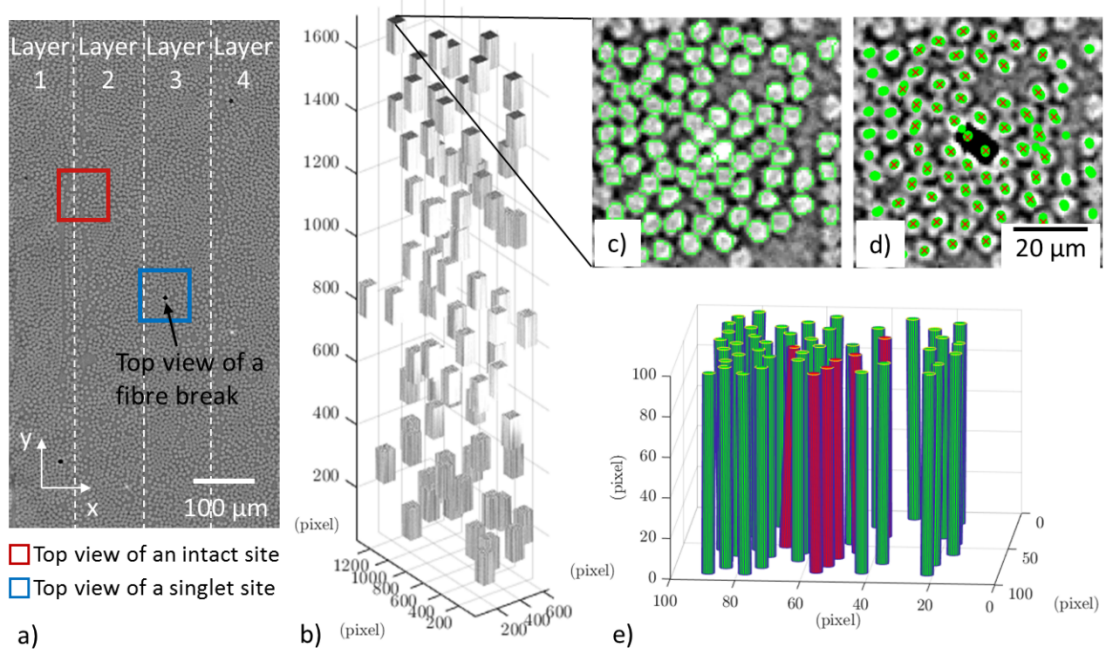 Layer Layer Layer Layer
1 2 3 4
Top view of a
fibre break
y
x
100 µm
Top view of an intact site
Top view of a singlet site
a)
1600
1400
1200
1000
800
600
400
200
(pixel)
1200
1000
800
600
400
200
(pixel)
200
400
600
(pixel)
b)
c)
d)
20 µm
100
80
60
40
20
0
(pixel)
100 80 60 40 20 0
(pixel)
0
50
100
(pixel)
e)